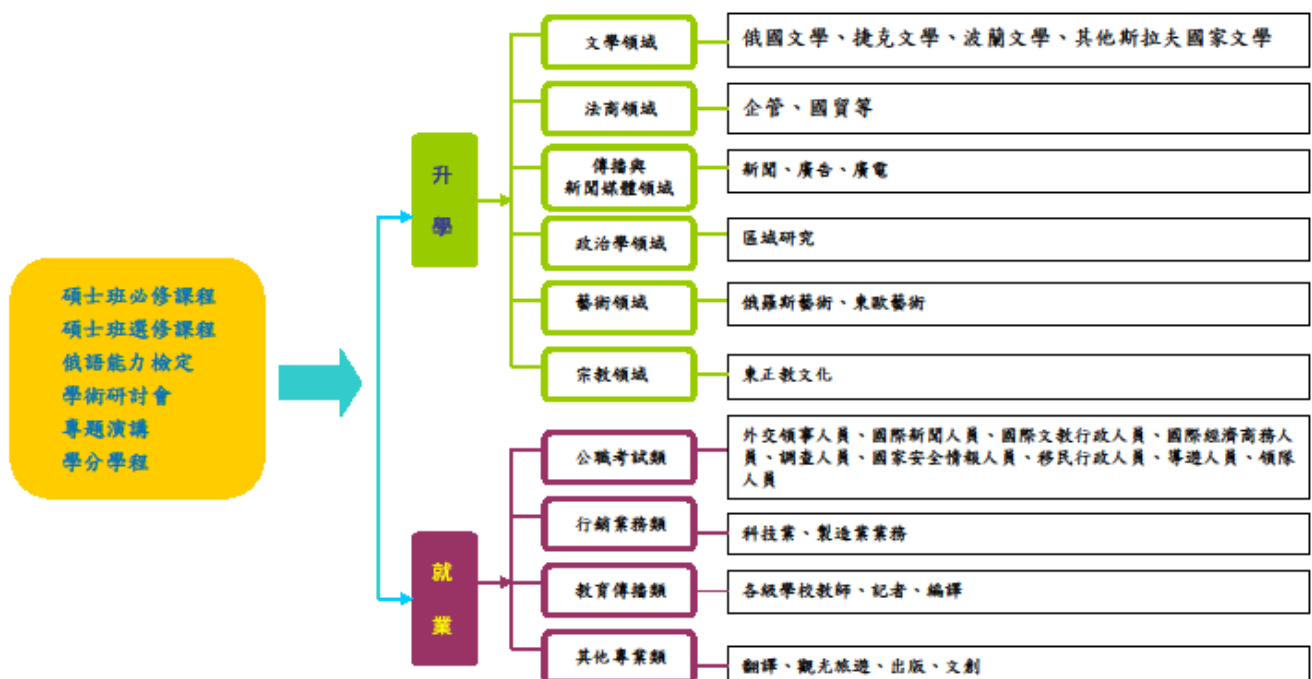 碩士班必修課程
碩士班選修課程
俄語能力檢定
學術研討會
專題演講
學分學程
升
學
文學領域
俄國文學、捷克文學、波蘭文學、其他斯拉夫國家文學
法商領域
企管、國貿等
傳播與
新聞媒體領域
新聞、廣告、廣電
政治學領域
區域研究
藝術領域
俄羅斯藝術、東歐藝術
宗教領域
東正教文化
就
業
公職考試類
外交領事人員、國際新聞人員、國際文教行政人員、國際經濟商務人
員、調查人員、國家安全情報人員、移民行政人員、導遊人員、領隊
人員
行銷業務類
科技業、製造業業務
教育傳播類
各級學校教師、記者、編譯
其他專業類
翻譯、觀光旅遊、出版、文創